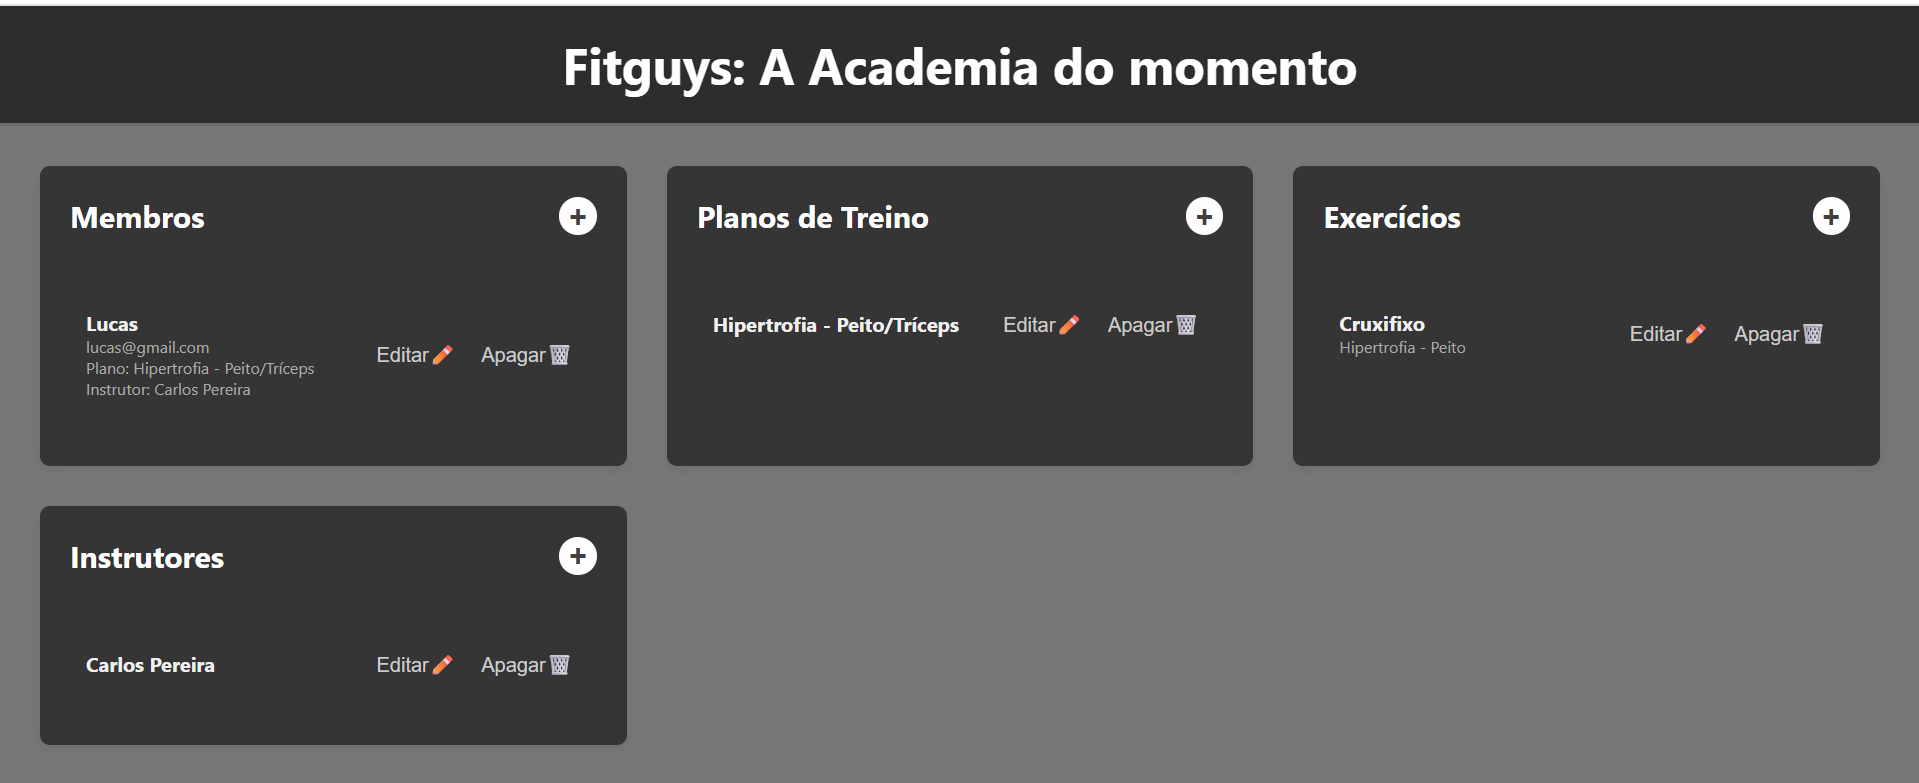 Fitguys: A Academia do momento
Membros +
Lucas
lucas@gmail.com
Plano: Hipertrofia - Peito/Tríceps
Instrutor: Carlos Pereira
Editar Apagar
Planos de Treino +
Hipertrofia - Peito/Tríceps Editar Apagar
Exercícios +
Cruxifixo
Hipertrofia - Peito
Editar Apagar
Instrutores +
Carlos Pereira Editar Apagar